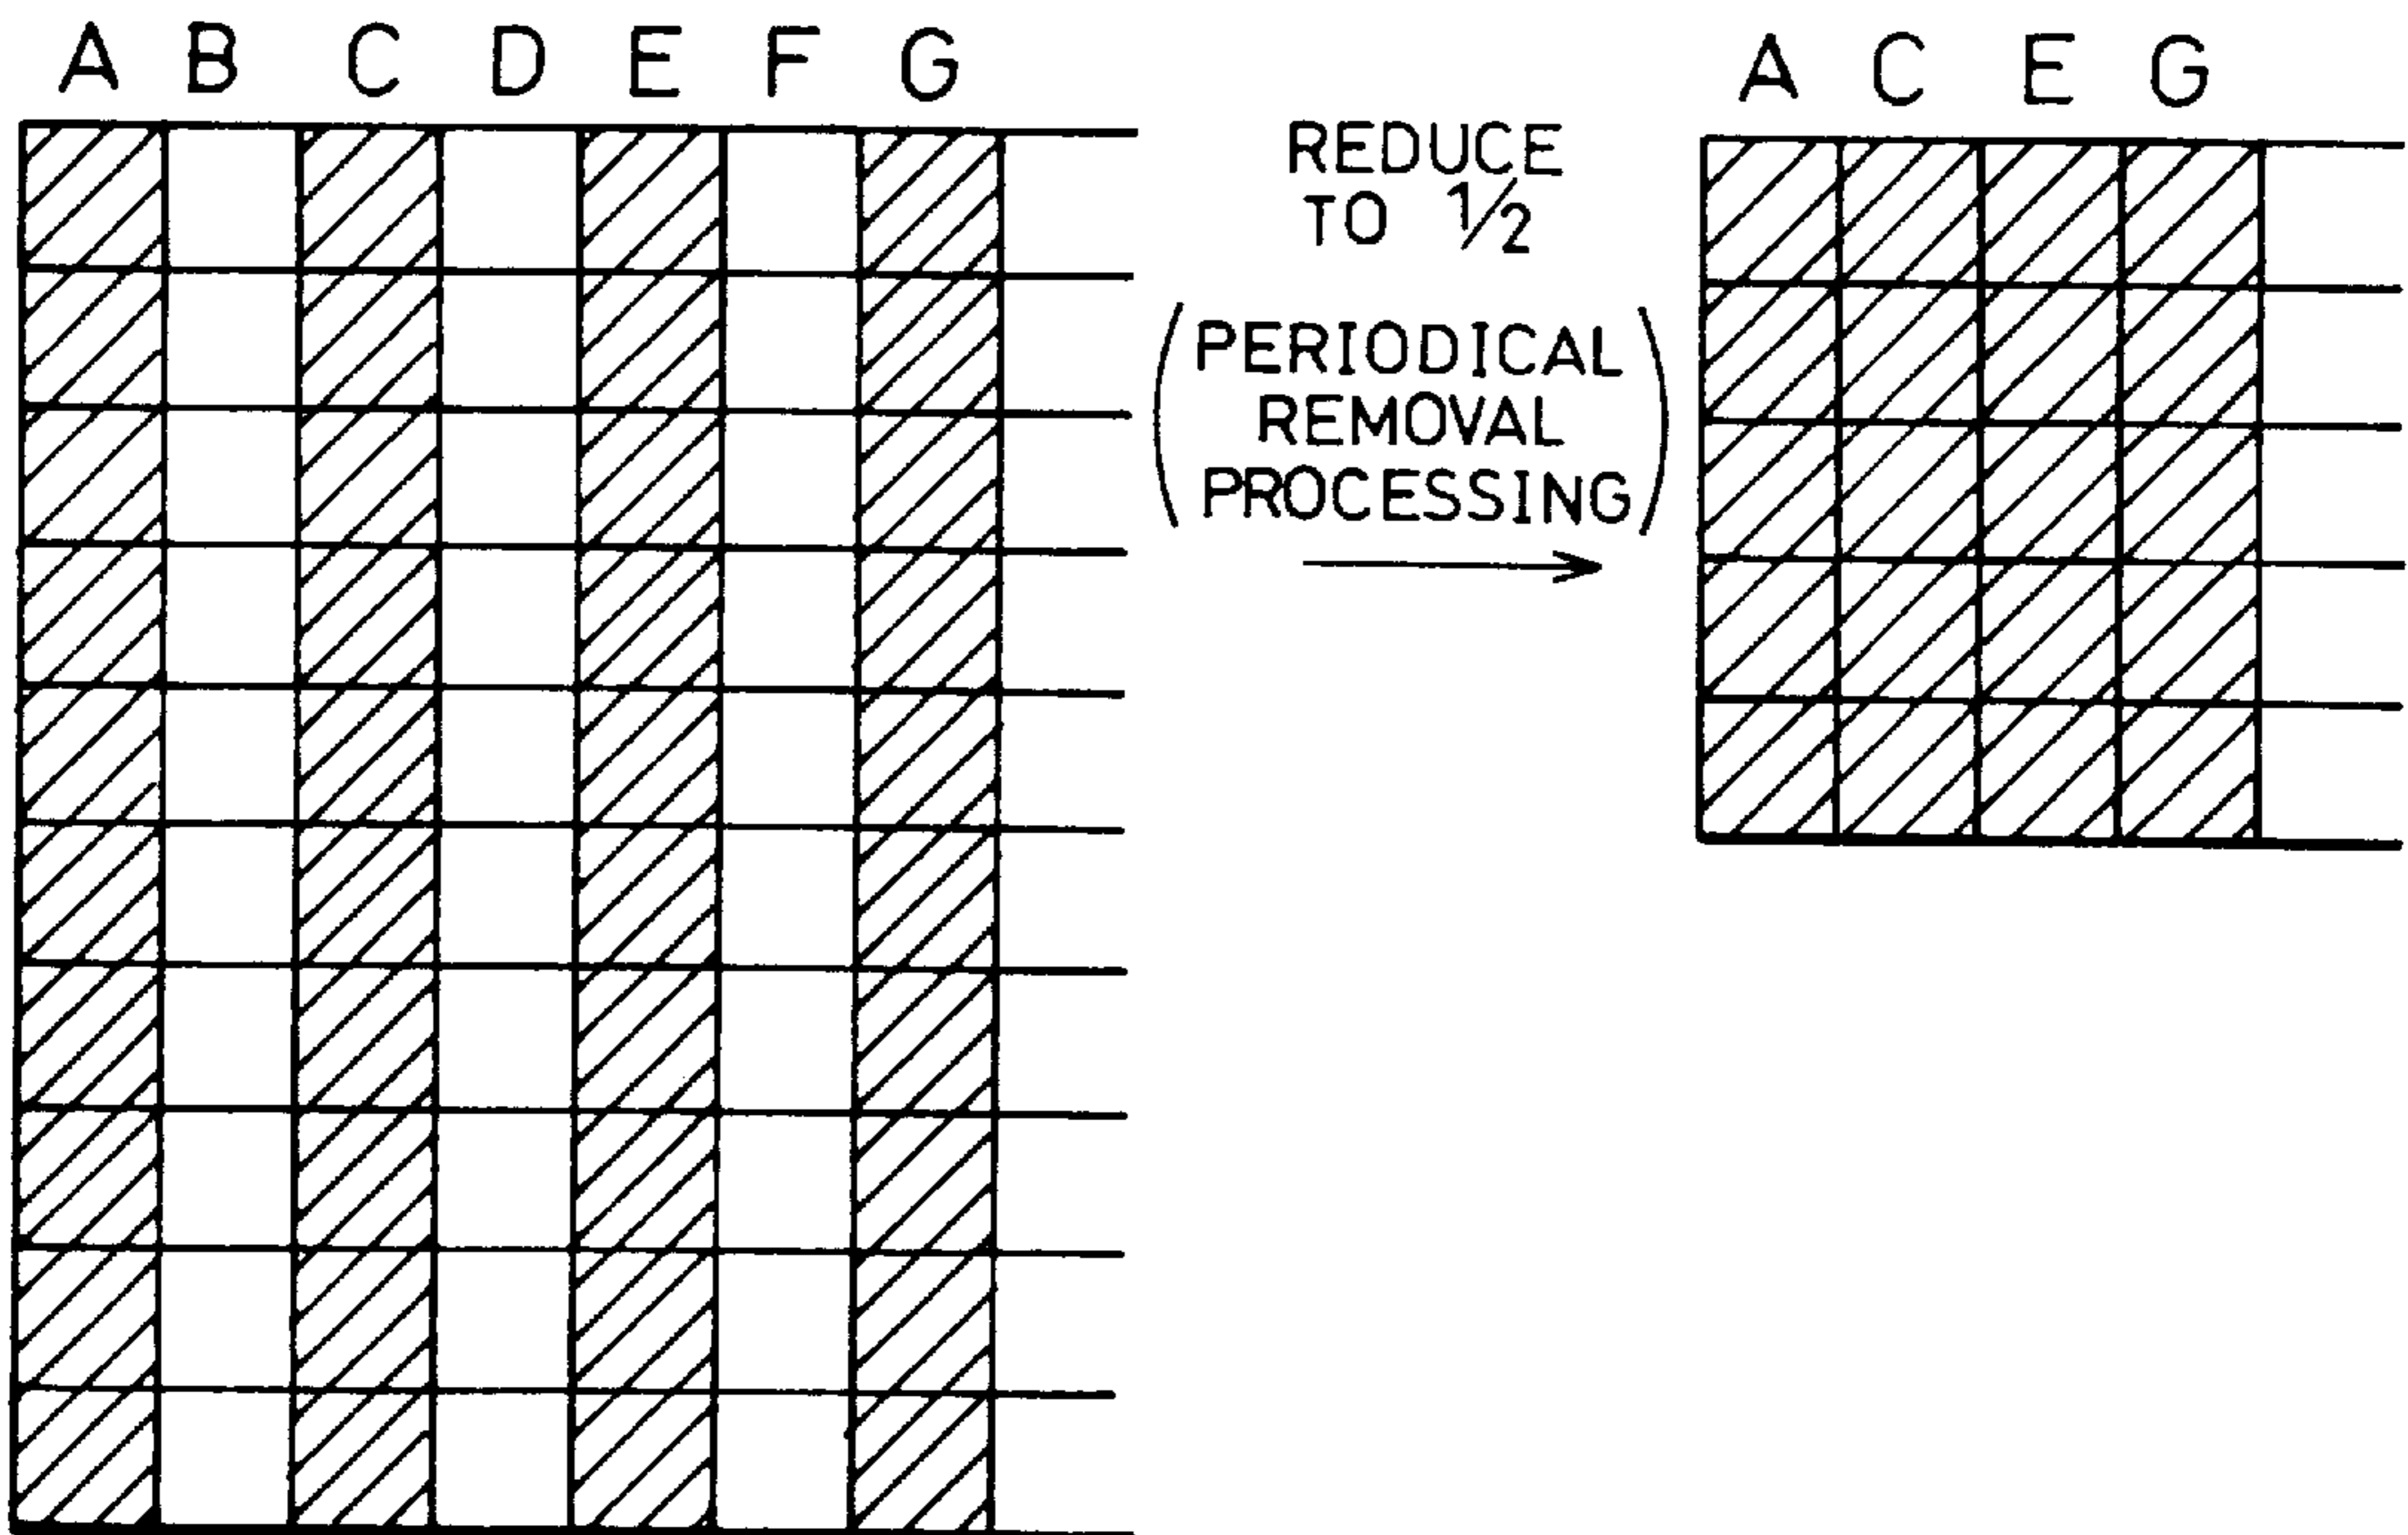 A B C D E F G
REDUCE
TO 1/2
(PERIODICAL
REMOVAL
PROCESSING)
A C E G